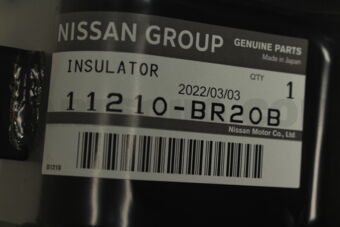 NISSAN GROUP GENUINE PARTS
Made in Japan
INSULATOR QTY
2022/03/03 1
11210-BR20B
Nissan Motor Co., Ltd.